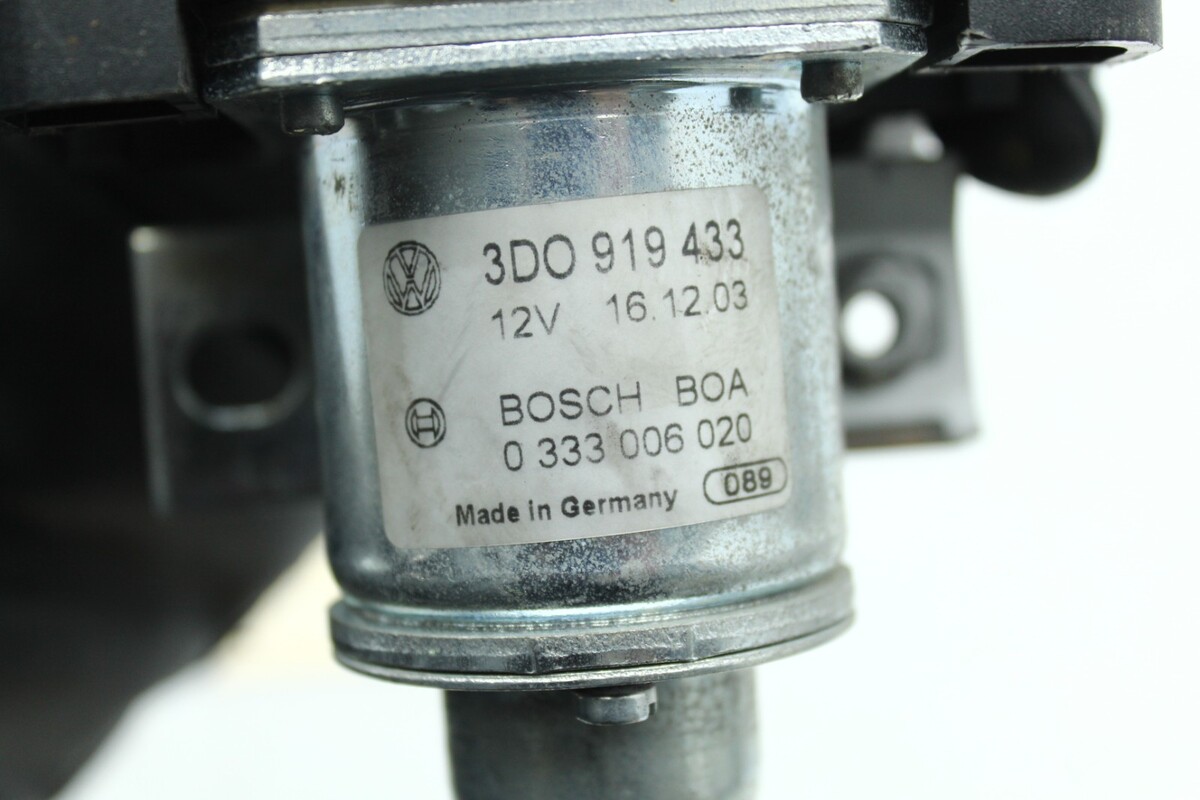 3D0 919 433
12V 16.12.03
BOSCH BOA
0 333 006 020
Made in Germany 089